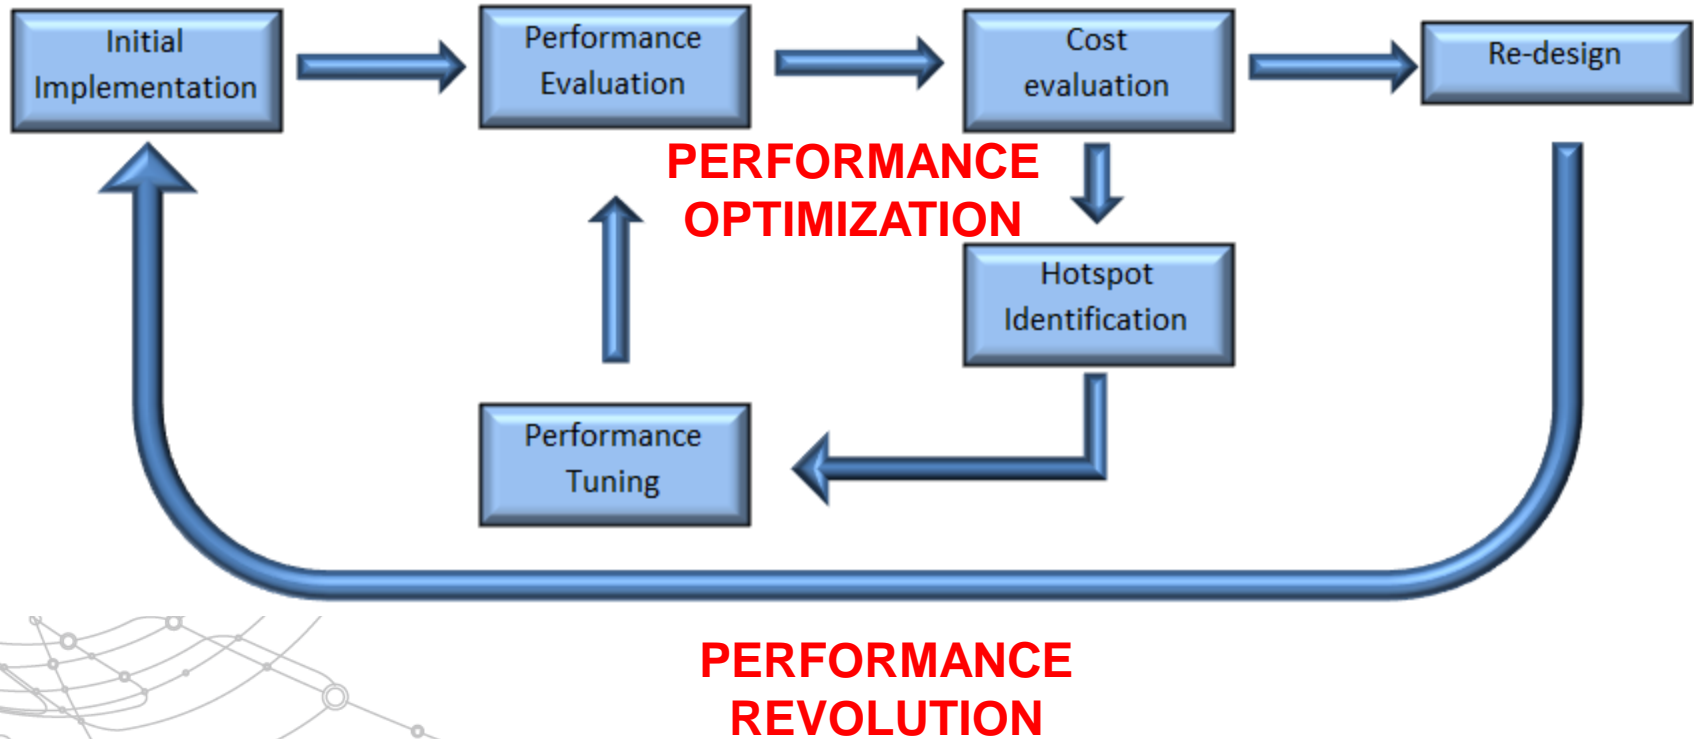 Initial
Implementation
Performance
Evaluation
Cost
evaluation
Re-design
PERFORMANCE
OPTIMIZATION
Hotspot
Identification
Performance
Tuning
PERFORMANCE
REVOLUTION